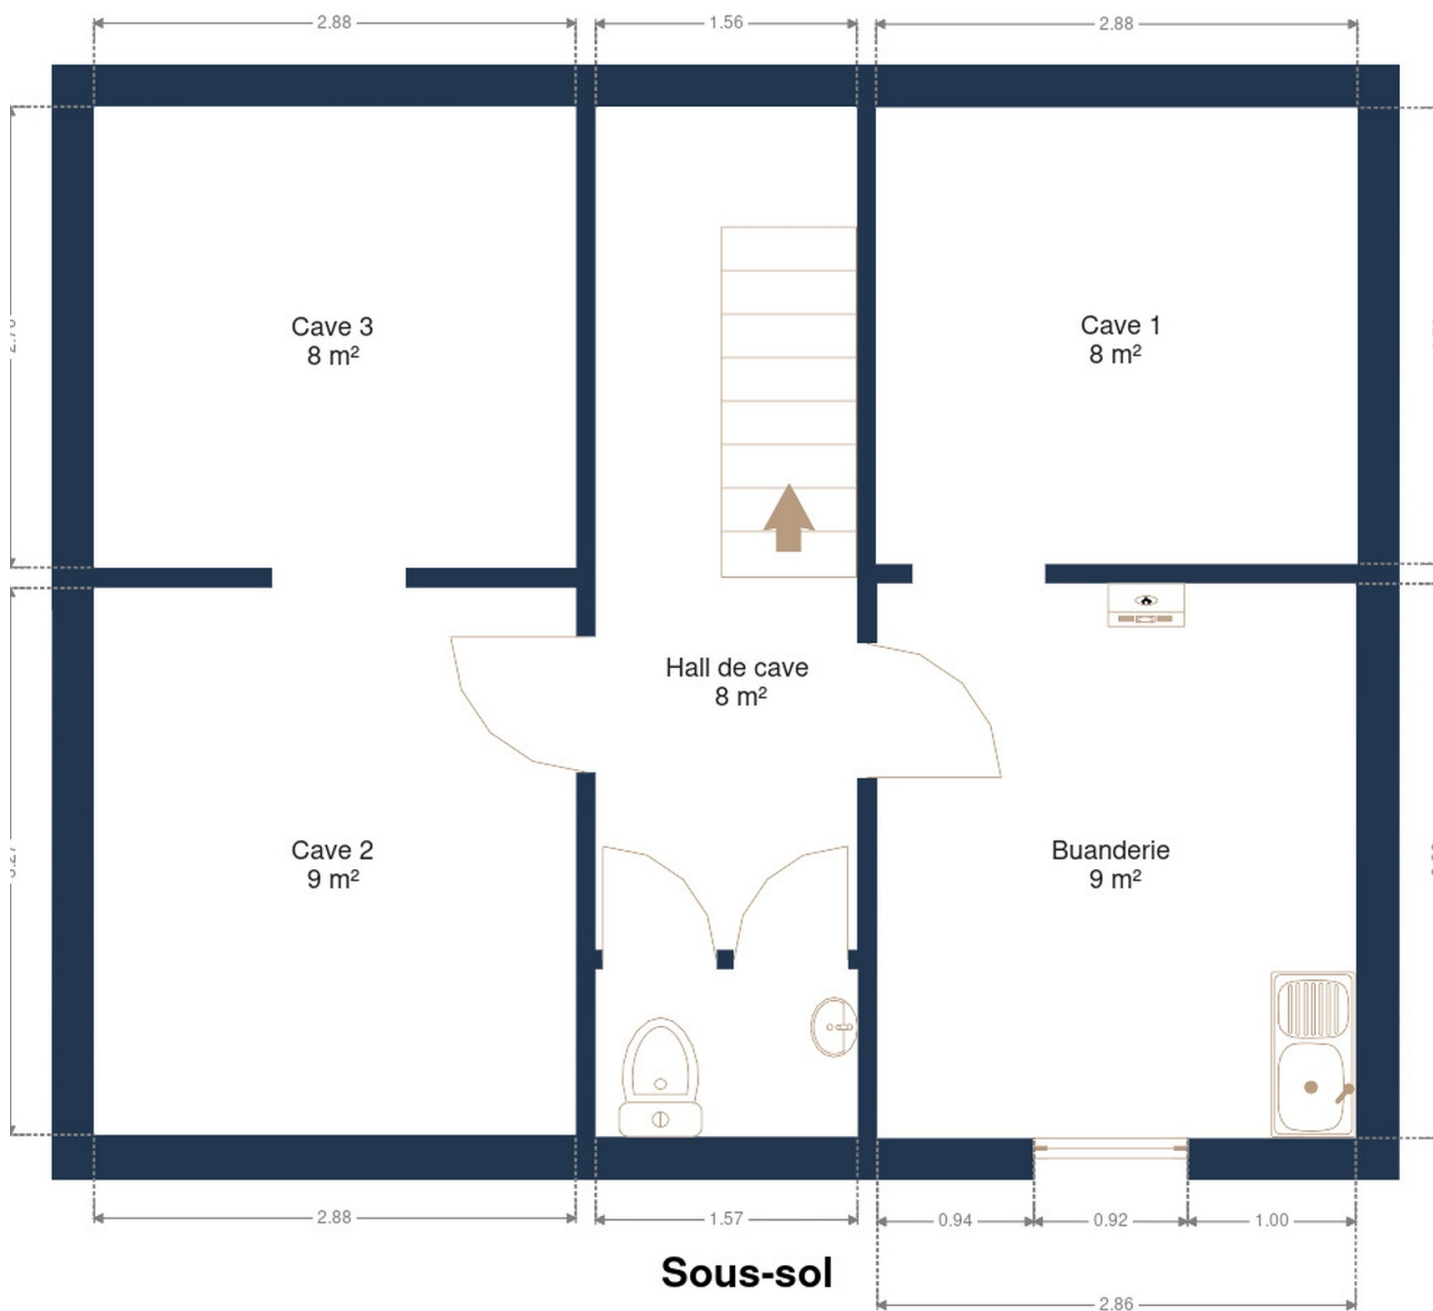 2.88
1.56
2.88
Cave 3
8 m²
Cave 1
8 m²
Hall de cave
8 m²
Cave 2
9 m²
Buanderie
9 m²
2.88
1.57
0.94
0.92
1.00
Sous-sol
2.86